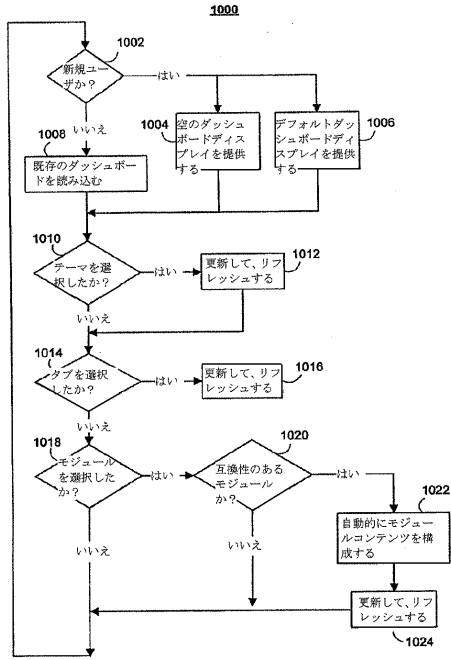 1000
1002
新規ユー
ザか？
はい
いいえ
1004
空のダッシュ
ボードディス
プレイを提供
する
1006
デフォルトダッシュ
ボードディ
スプレイを提供
する
1008
既存のダッシュボー
ドを読み込む
1010
テーマを選
択したか？
はい
いいえ
1012
更新して、リフ
レッシュする
1014
タブを選択
したか？
はい
いいえ
1016
更新して、リフ
レッシュする
1018
モジュール
を選択した
か？
はい
いいえ
1020
互換性のある
モジュール
か？
はい
いいえ
1022
自動的にモジュー
ルコンテンツを構
成する
更新して、リフ
レッシュする
1024